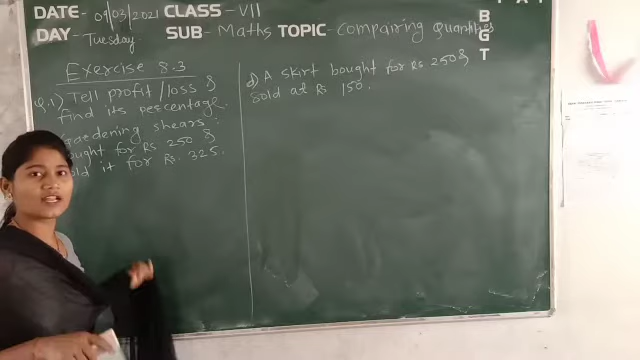 DATE- 09/03/2021 CLASS-VII
DAY- Tuesday. SUB- Maths TOPIC- Comparing Quantities
B
G
T
P A T
Exercise 8.3
Q.1) Tell profit/loss &
find its percentage.
Gardening shears:
bought for Rs 250 &
sold it for Rs. 325.
d) A skirt bought for Rs 250 &
sold at Rs 150.